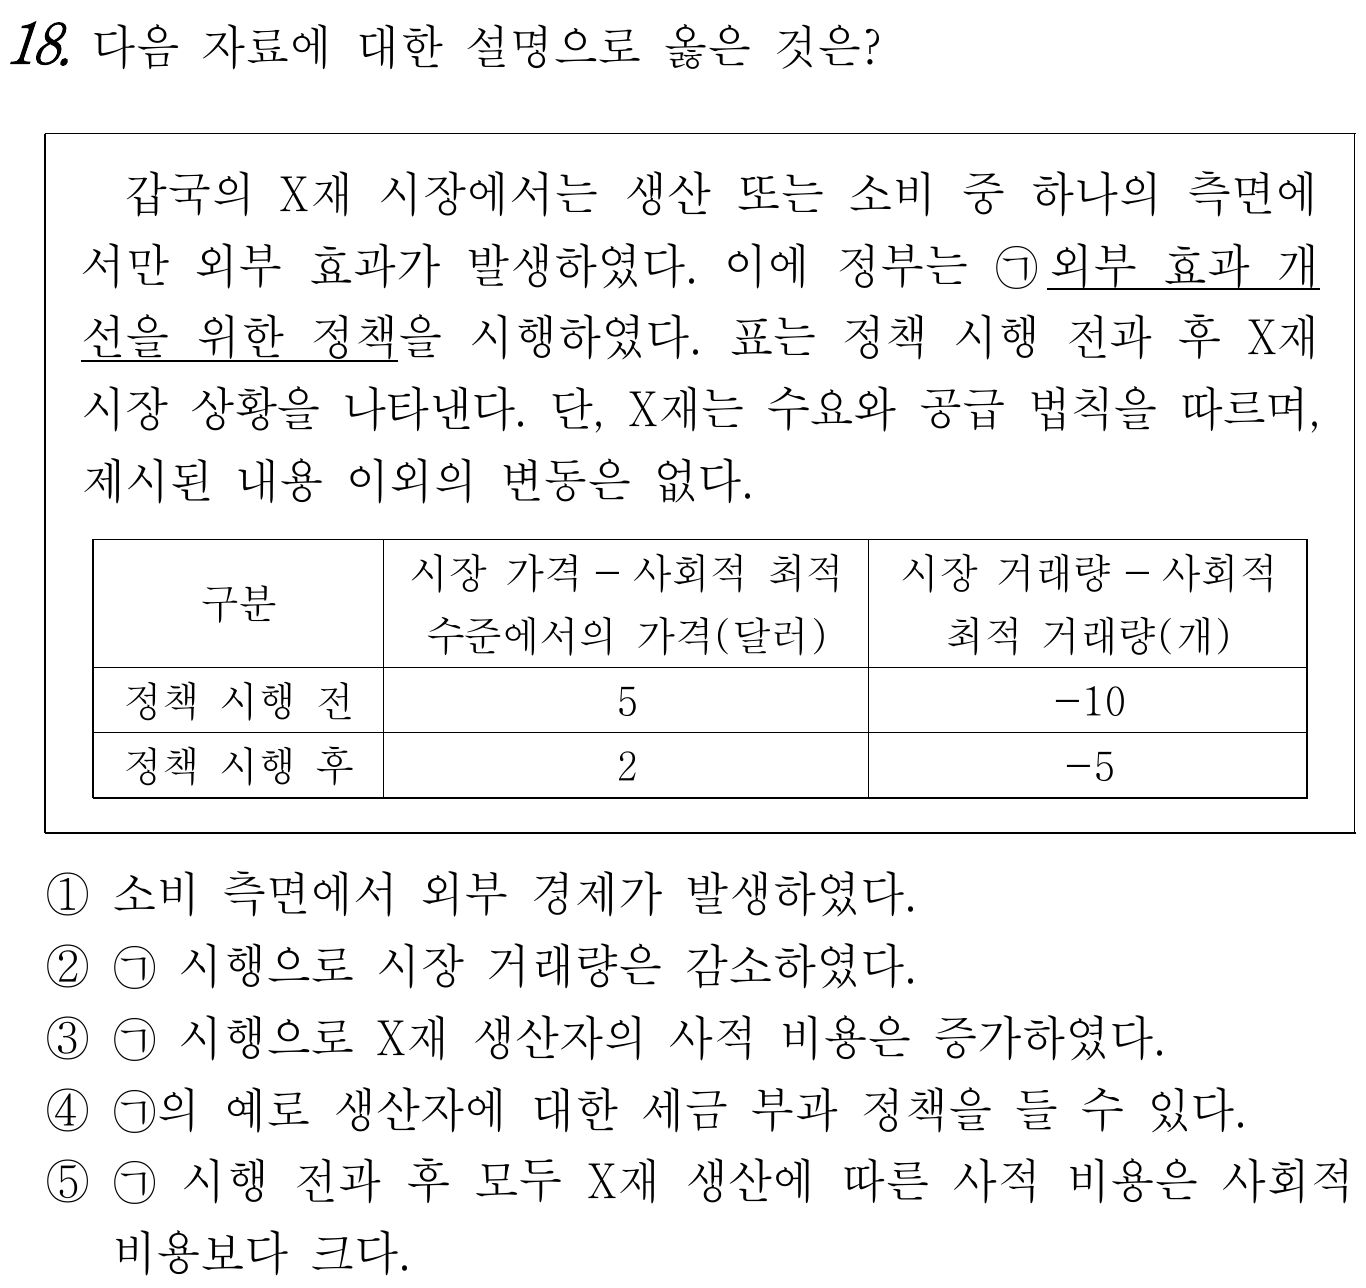 18. 다음 자료에 대한 설명으로 옳은 것은?
갑국의 X재 시장에서는 생산 또는 소비 중 하나의 측면에
서만 외부 효과가 발생하였다. 이에 정부는 ㉠외부 효과 개
선을 위한 정책을 시행하였다. 표는 정책 시행 전과 후 X재
시장 상황을 나타낸다. 단, X재는 수요와 공급 법칙을 따르며,
제시된 내용 이외의 변동은 없다.
구분
시장 가격 - 사회적 최적
수준에서의 가격(달러)
시장 거래량 - 사회적
최적 거래량(개)
정책 시행 전 5 -10
정책 시행 후 2 -5
① 소비 측면에서 외부 경제가 발생하였다.
② ㉠ 시행으로 시장 거래량은 감소하였다.
③ ㉠ 시행으로 X재 생산자의 사적 비용은 증가하였다.
④ ㉠의 예로 생산자에 대한 세금 부과 정책을 들 수 있다.
⑤ ㉠ 시행 전과 후 모두 X재 생산에 따른 사적 비용은 사회적
비용보다 크다.